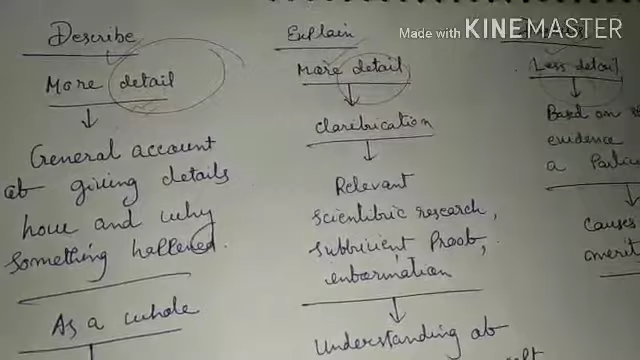 Made with KINEMASTER
Describe
More detail
General account
of giving details
how and why
something happened.
As a whole
Explain
More detail
clarification
Relevant
scientific research,
sufficient Proof,
information
Understanding of
Less detail
Based on
evidence
a Particu
Causes
merit